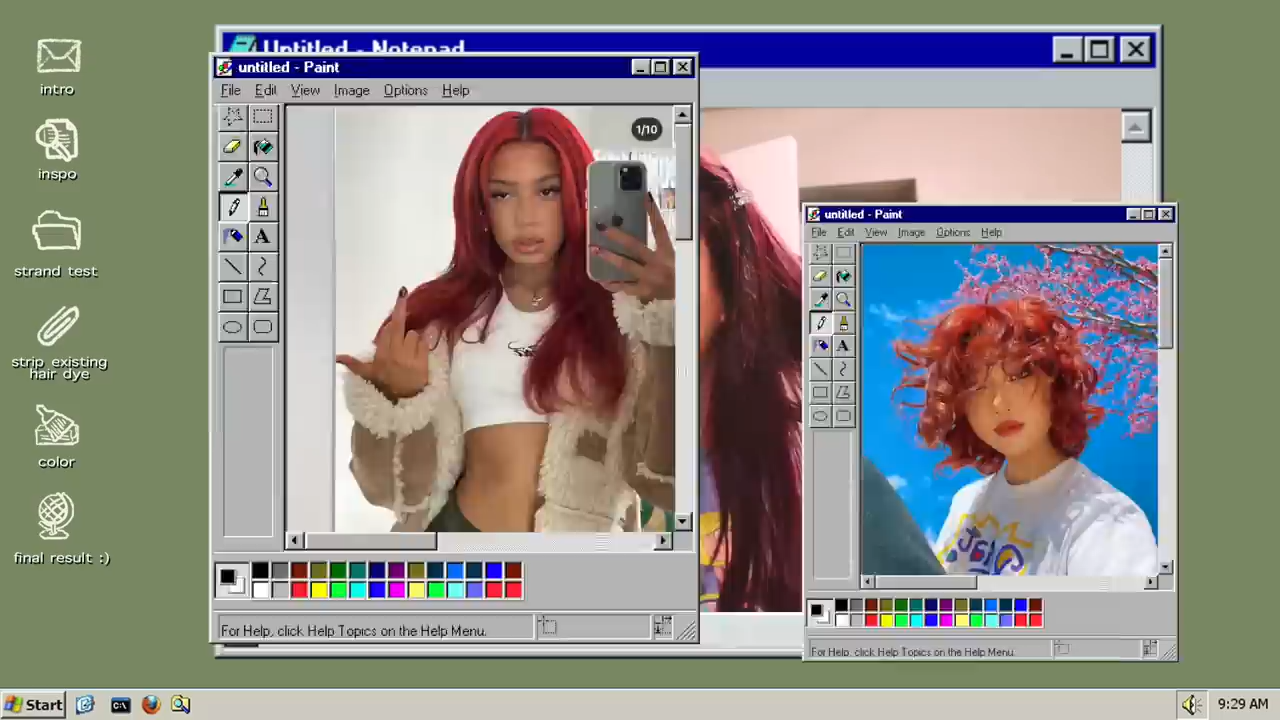 intro
inspo
strand test
strip existing
hair dye
color
final result :)
Untitled - Notepad
untitled - Paint
File Edit View Image Options Help
1/10
A
For Help, click Help Topics on the Help Menu.
untitled - Paint
File Edit View Image Options Help
A
For Help, click Help Topics on the Help Menu.
Start
C:\
9:29 AM